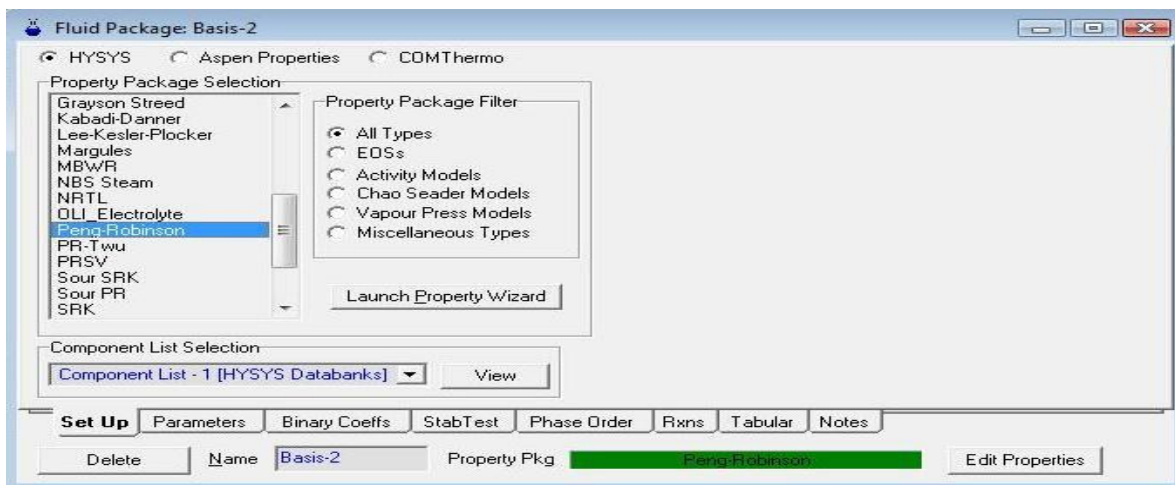 Fluid Package: Basis-2
HYSYS Aspen Properties COMThermo
Property Package Selection
Grayson Streed
Kabadi-Danner
Lee-Kesler-Plocker
Margules
MBWR
NBS Steam
NRTL
OLI_Electrolyte
Peng-Robinson
PR-Twu
PRSV
Sour SRK
Sour PR
SRK
Property Package Filter
All Types
EOSs
Activity Models
Chao Seader Models
Vapour Press Models
Miscellaneous Types
Launch Property Wizard
Component List Selection
Component List - 1 [HYSYS Databanks] View
Set Up Parameters Binary Coeffs StabTest Phase Order Rxns Tabular Notes
Delete Name Basis-2 Property Pkg Peng-Robinson Edit Properties